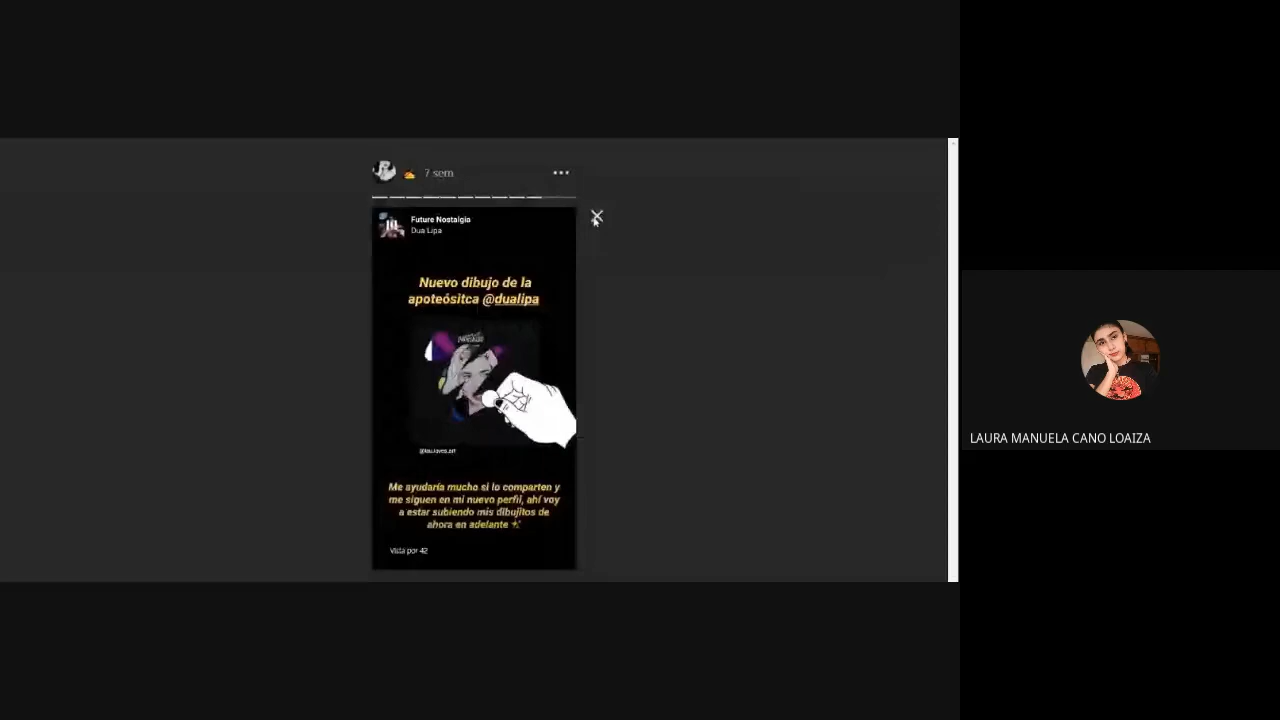 7 sem
Future Nostalgia
Dua Lipa
Nuevo dibujo de la
apoteósitca @dualipa
Me ayudaría mucho si lo comparten y
me siguen en mi nuevo perfil, ahí voy
a estar subiendo mis dibujitos de
ahora en adelante
Vista por 42
LAURA MANUELA CANO LOAIZA